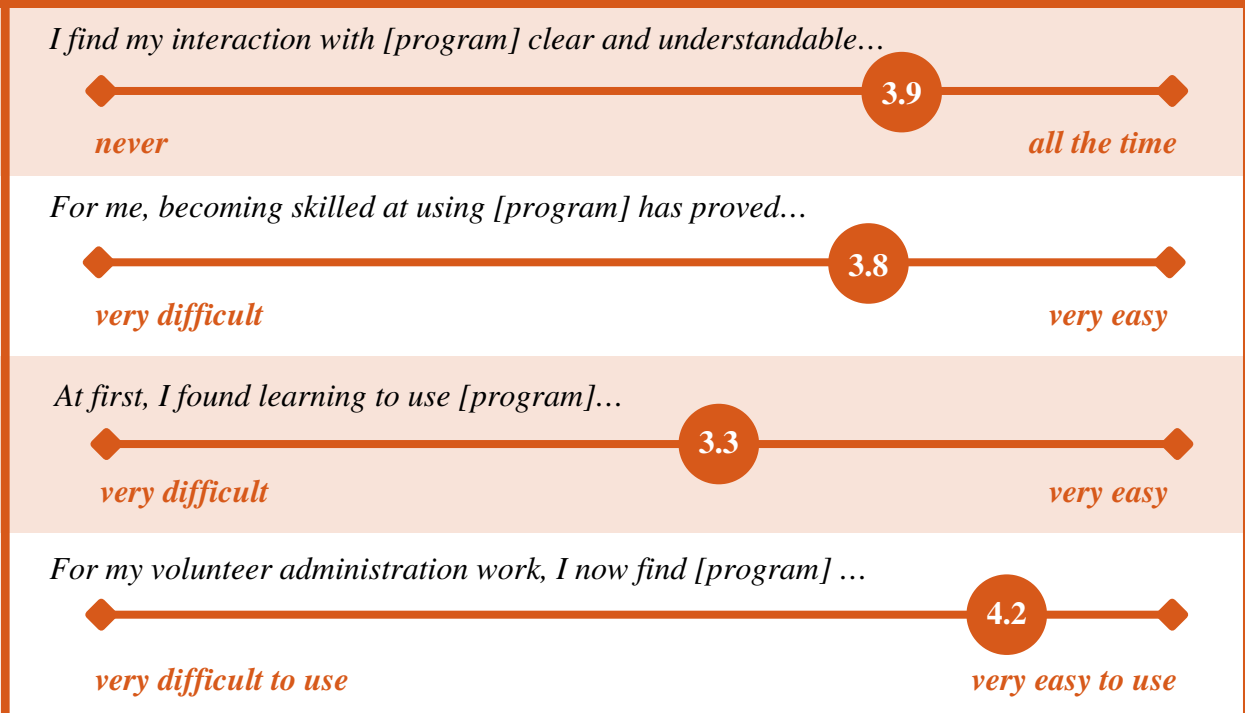 I find my interaction with [program] clear and understandable…
3.9
never all the time
For me, becoming skilled at using [program] has proved…
3.8
very difficult very easy
At first, I found learning to use [program]…
3.3
very difficult very easy
For my volunteer administration work, I now find [program] …
4.2
very difficult to use very easy to use